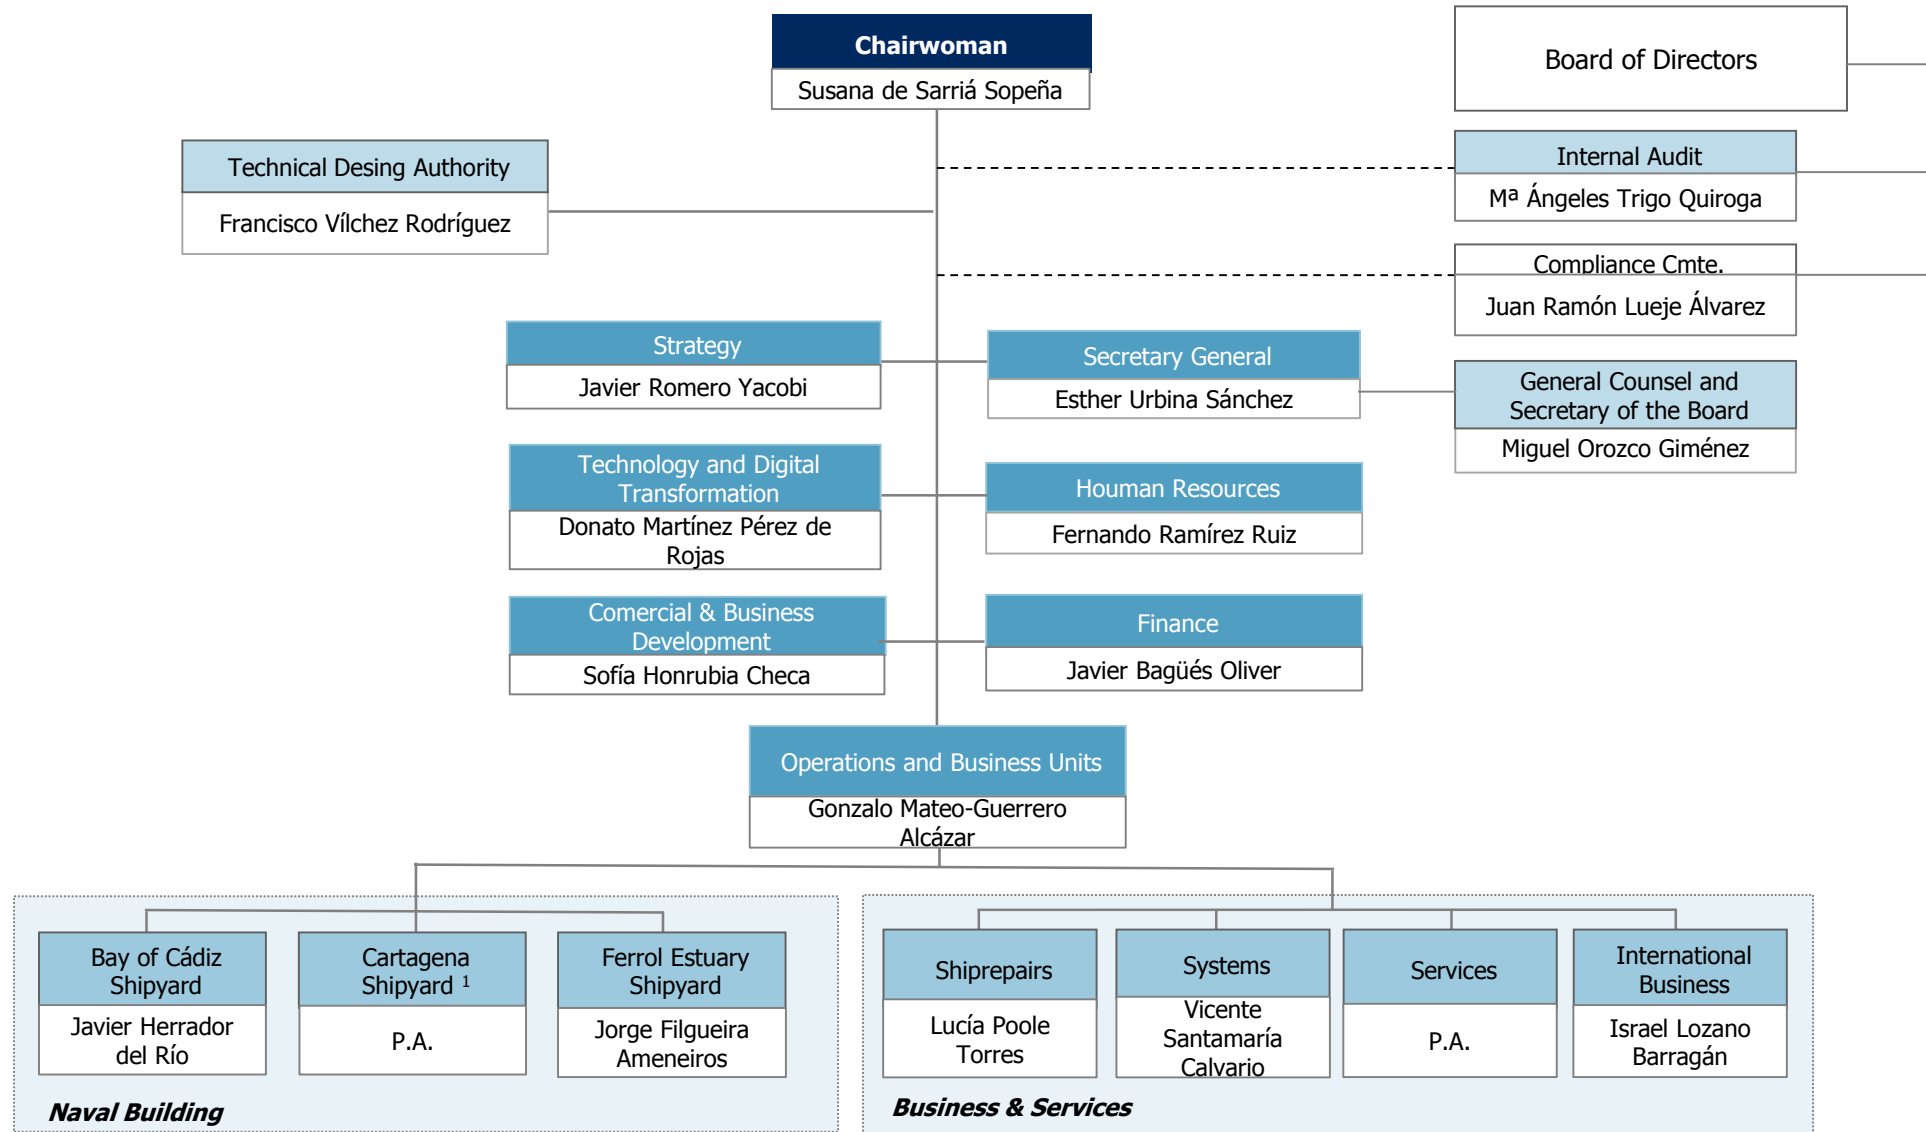 Chairwoman
Susana de Sarriá Sopeña
Board of Directors
Technical Desing Authority
Francisco Vílchez Rodríguez
Internal Audit
Mª Ángeles Trigo Quiroga
Compliance Cmte.
Juan Ramón Lueje Álvarez
Strategy
Javier Romero Yacobi
Secretary General
Esther Urbina Sánchez
General Counsel and
Secretary of the Board
Miguel Orozco Giménez
Technology and Digital
Transformation
Donato Martínez Pérez de
Rojas
Houman Resources
Fernando Ramírez Ruiz
Comercial & Business
Development
Sofía Honrubia Checa
Finance
Javier Bagüés Oliver
Operations and Business Units
Gonzalo Mateo-Guerrero
Alcázar
Bay of Cádiz
Shipyard
Javier Herrador
del Río
Cartagena
Shipyard ¹
P.A.
Ferrol Estuary
Shipyard
Jorge Filgueira
Ameneiros
Naval Building
Shiprepairs
Lucía Poole
Torres
Systems
Vicente
Santamaría
Calvario
Services
P.A.
International
Business
Israel Lozano
Barragán
Business & Services